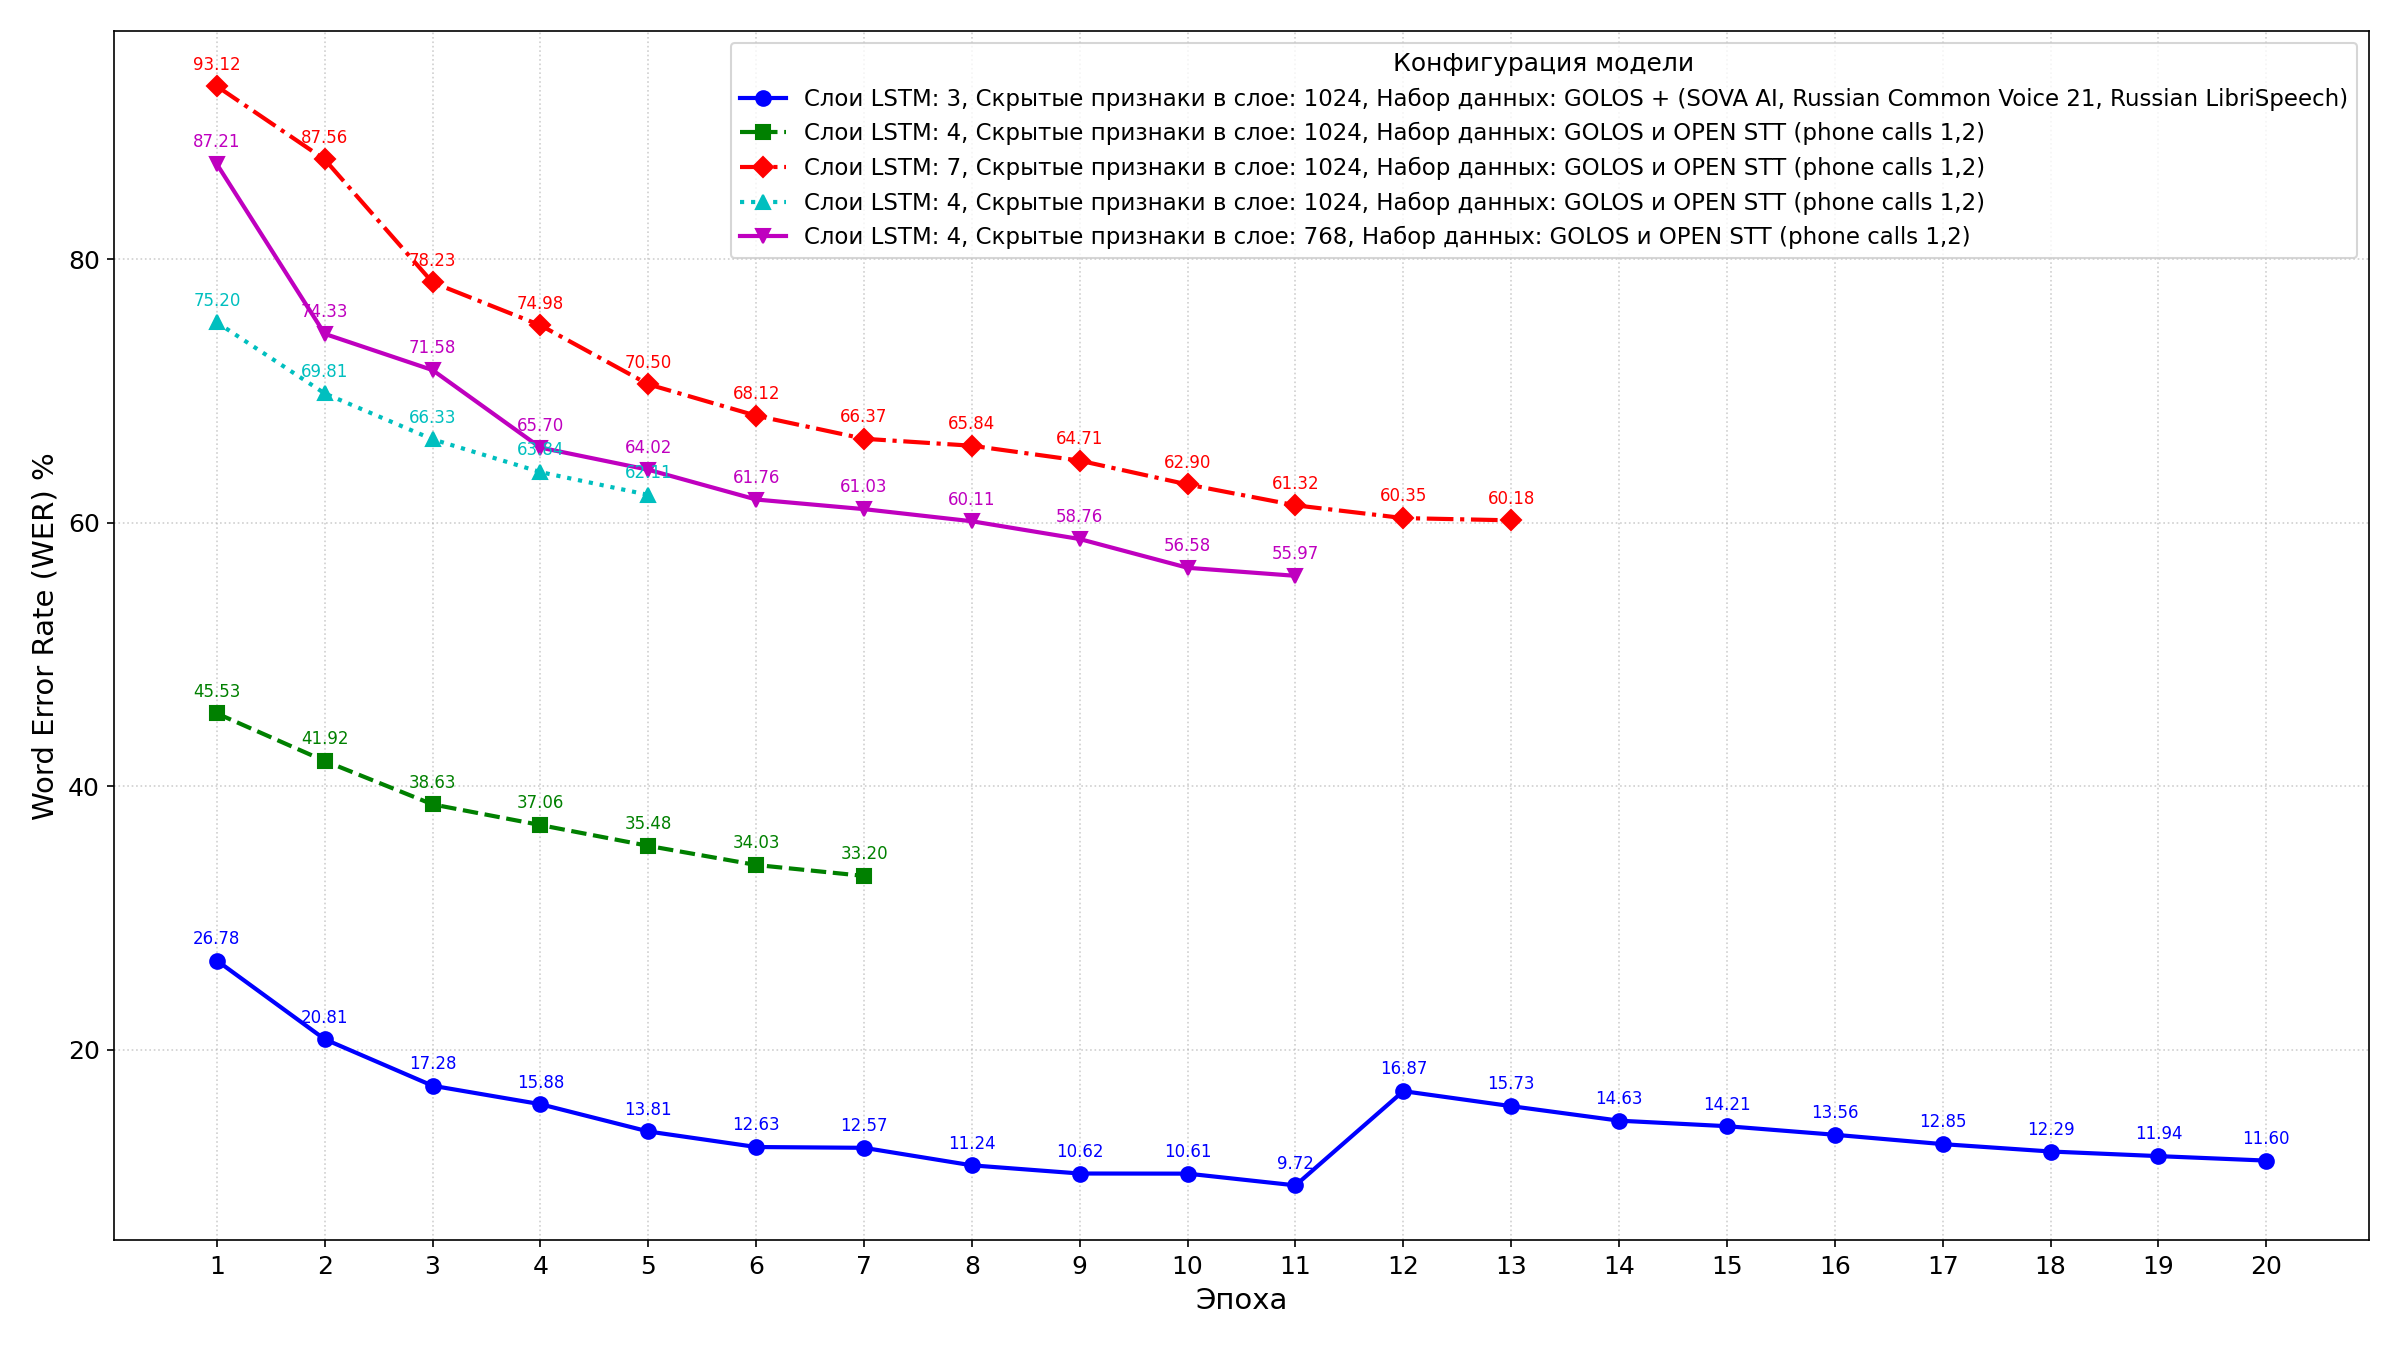 Конфигурация модели
Слои LSTM: 3, Скрытые признаки в слое: 1024, Набор данных: GOLOS + (SOVA AI, Russian Common Voice 21, Russian LibriSpeech)
Слои LSTM: 4, Скрытые признаки в слое: 1024, Набор данных: GOLOS и OPEN STT (phone calls 1,2)
Слои LSTM: 7, Скрытые признаки в слое: 1024, Набор данных: GOLOS и OPEN STT (phone calls 1,2)
Слои LSTM: 4, Скрытые признаки в слое: 1024, Набор данных: GOLOS и OPEN STT (phone calls 1,2)
Слои LSTM: 4, Скрытые признаки в слое: 768, Набор данных: GOLOS и OPEN STT (phone calls 1,2)
Word Error Rate (WER) %
80
60
40
20
93.12 87.56 78.23 74.98 70.50 68.12 66.37 65.84 64.71 62.90 61.32 60.35 60.18
87.21 74.33 71.58 65.70 64.02 61.76 61.03 60.11 58.76 56.58 55.97
75.20 69.81 66.33 63.84 62.11
45.53 41.92 38.63 37.06 35.48 34.03 33.20
26.78 20.81 17.28 15.88 13.81 12.63 12.57 11.24 10.62 10.61 9.72 16.87 15.73 14.63 14.21 13.56 12.85 12.29 11.94 11.60
1 2 3 4 5 6 7 8 9 10 11 12 13 14 15 16 17 18 19 20
Эпоха